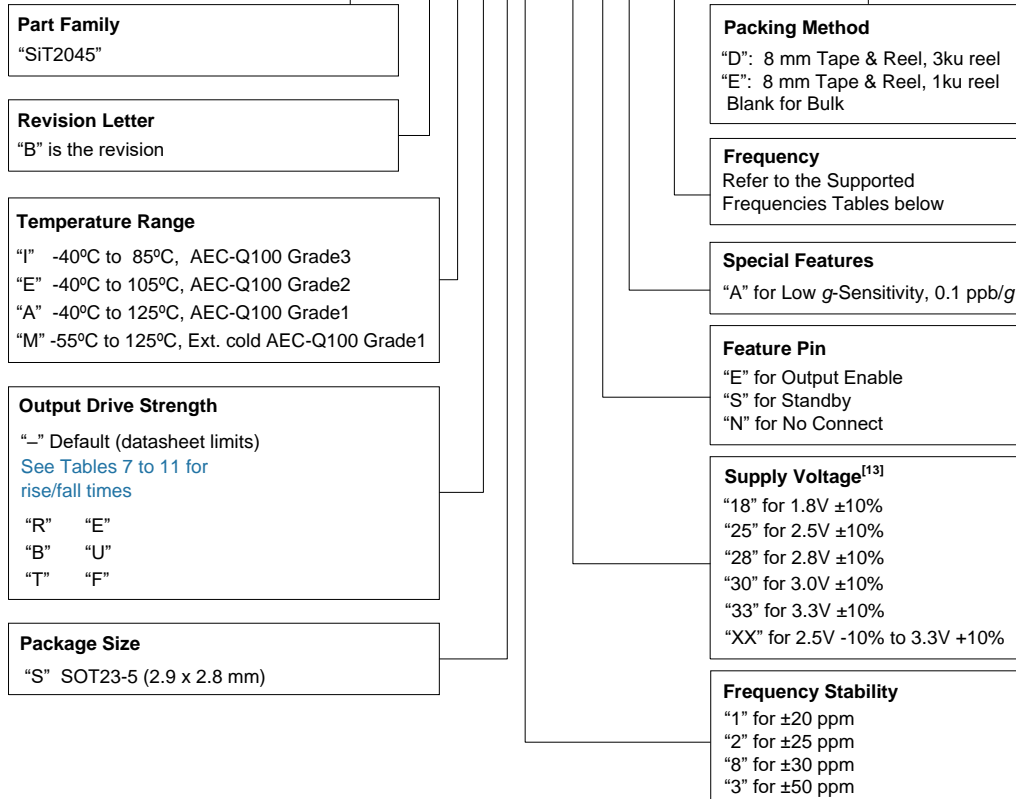 Part Family
“SiT2045”
Revision Letter
“B” is the revision
Temperature Range
“I” -40ºC to 85ºC, AEC-Q100 Grade3
“E” -40ºC to 105ºC, AEC-Q100 Grade2
“A” -40ºC to 125ºC, AEC-Q100 Grade1
“M” -55ºC to 125ºC, Ext. cold AEC-Q100 Grade1
Output Drive Strength
“–” Default (datasheet limits)
See Tables 7 to 11 for
rise/fall times
“R” “E”
“B” “U”
“T” “F”
Package Size
“S” SOT23-5 (2.9 x 2.8 mm)
Packing Method
“D”: 8 mm Tape & Reel, 3ku reel
“E”: 8 mm Tape & Reel, 1ku reel
Blank for Bulk
Frequency
Refer to the Supported
Frequencies Tables below
Special Features
“A” for Low g-Sensitivity, 0.1 ppb/g
Feature Pin
“E” for Output Enable
“S” for Standby
“N” for No Connect
Supply Voltage[13]
“18” for 1.8V ±10%
“25” for 2.5V ±10%
“28” for 2.8V ±10%
“30” for 3.0V ±10%
“33” for 3.3V ±10%
“XX” for 2.5V -10% to 3.3V +10%
Frequency Stability
“1” for ±20 ppm
“2” for ±25 ppm
“8” for ±30 ppm
“3” for ±50 ppm